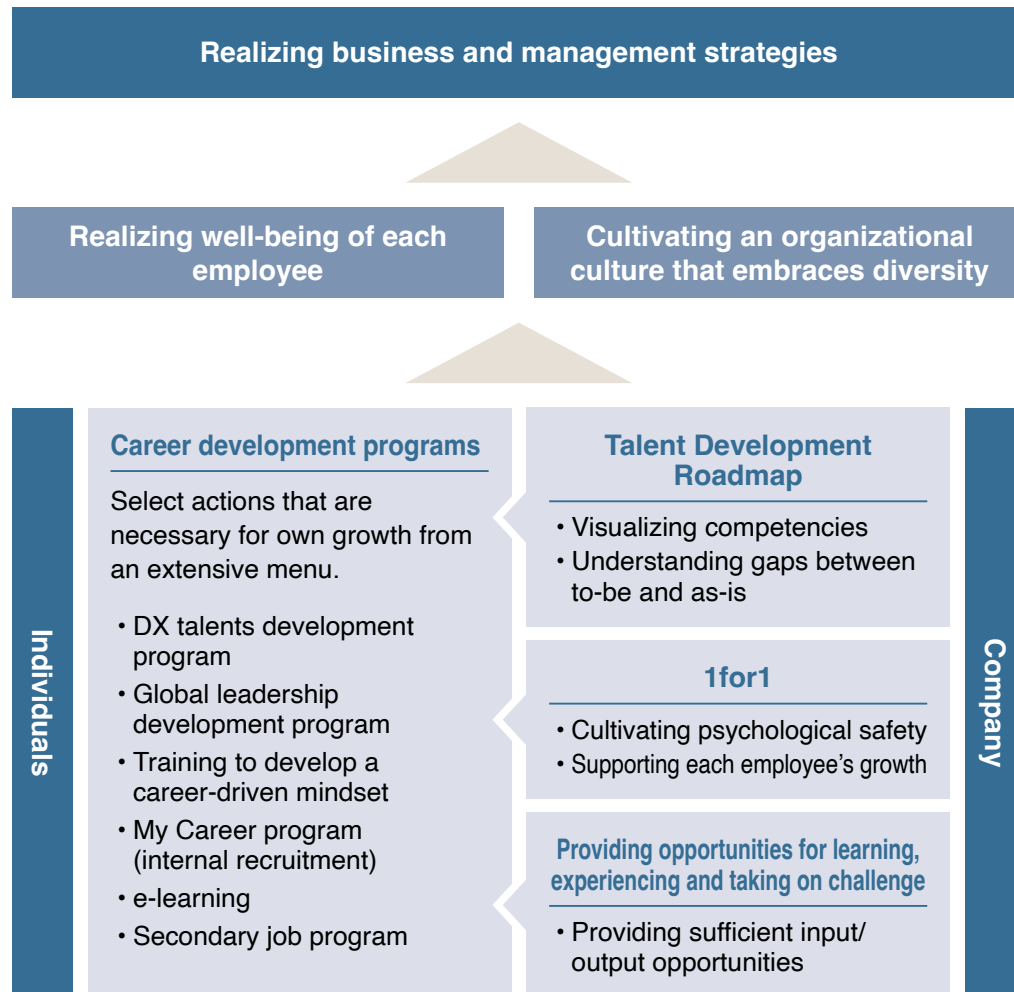 Realizing business and management strategies
Realizing well-being of each
employee
Cultivating an organizational
culture that embraces diversity
Individuals
Career development programs
Select actions that are
necessary for own growth from
an extensive menu.
• DX talents development
program
• Global leadership
development program
• Training to develop a
career-driven mindset
• My Career program
(internal recruitment)
• e-learning
• Secondary job program
Talent Development
Roadmap
• Visualizing competencies
• Understanding gaps between
to-be and as-is
1for1
• Cultivating psychological safety
• Supporting each employee's growth
Providing opportunities for learning,
experiencing and taking on challenge
• Providing sufficient input/
output opportunities
Company